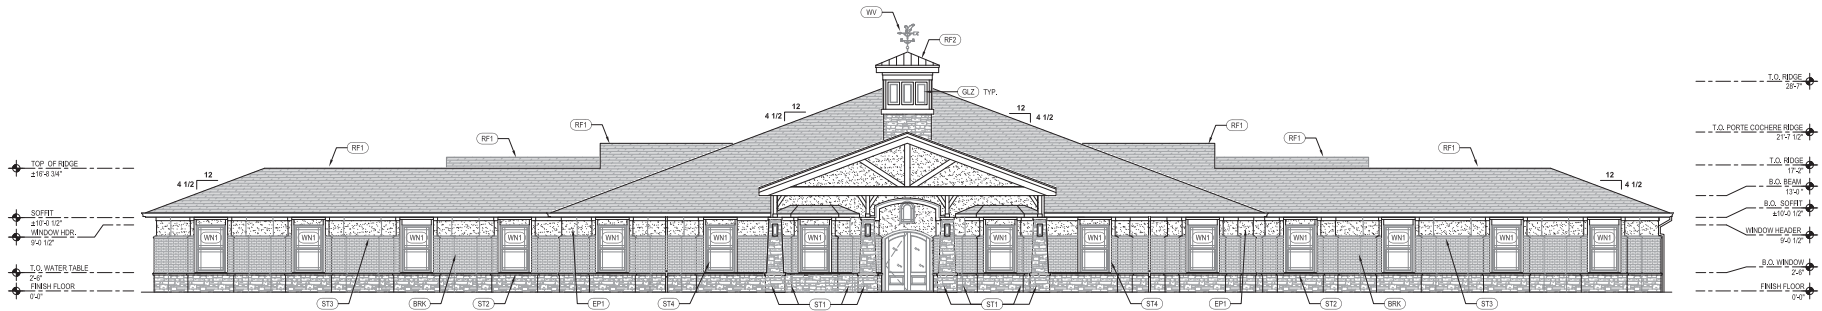 WV
RF2
GLZ TYP.
12
4 1/2
12
4 1/2
RF1
RF1
RF1
RF1
RF1
RF1
12
4 1/2
12
4 1/2
TOP OF RIDGE
±16'-8 3/4"
SOFFIT
±10'-0 1/2"
WINDOW HDR.
9'-0 1/2"
T.O. WATER TABLE
2'-6"
FINISH FLOOR
0'-0"
T.O. RIDGE
28'-7"
T.O. PORTE COCHERE RIDGE
21'-7 1/2"
T.O. RIDGE
17'-2"
B.O. BEAM
13'-0 "
B.O. SOFFIT
±10'-0 1/2"
WINDOW HEADER
9'-0 1/2"
B.O. WINDOW
2'-6"
FINISH FLOOR
0'-0"
WN1 WN1 WN1 WN1 WN1 WN1 WN1 WN1 WN1 WN1 WN1 WN1 WN1 WN1
ST3 BRK ST2 EP1 ST4 ST1 ST1 ST4 EP1 ST2 BRK ST3